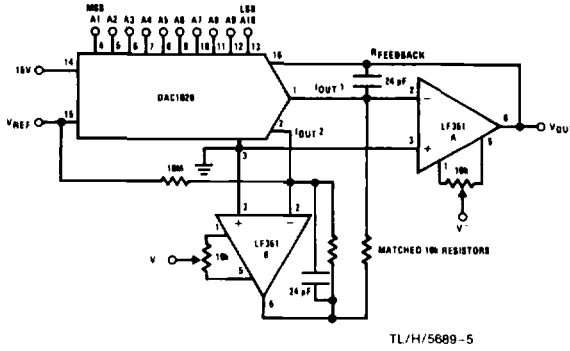 MSB LSB
A1 A2 A3 A4 A5 A6 A7 A8 A9 A10
4 5 6 7 8 9 10 11 12 13
15V 14
16 RFEEDBACK
DAC1020
24 pF
1 IOUT 1 2 −
VREF 15
LF351
A
6 VOUT
2
IOUT 2
3
3 +
5
1 10k
V−
10M
3 2
+ −
1
LF351
B
V
10k
5
24 pF
6
MATCHED 10k RESISTORS
TL/H/5689-5